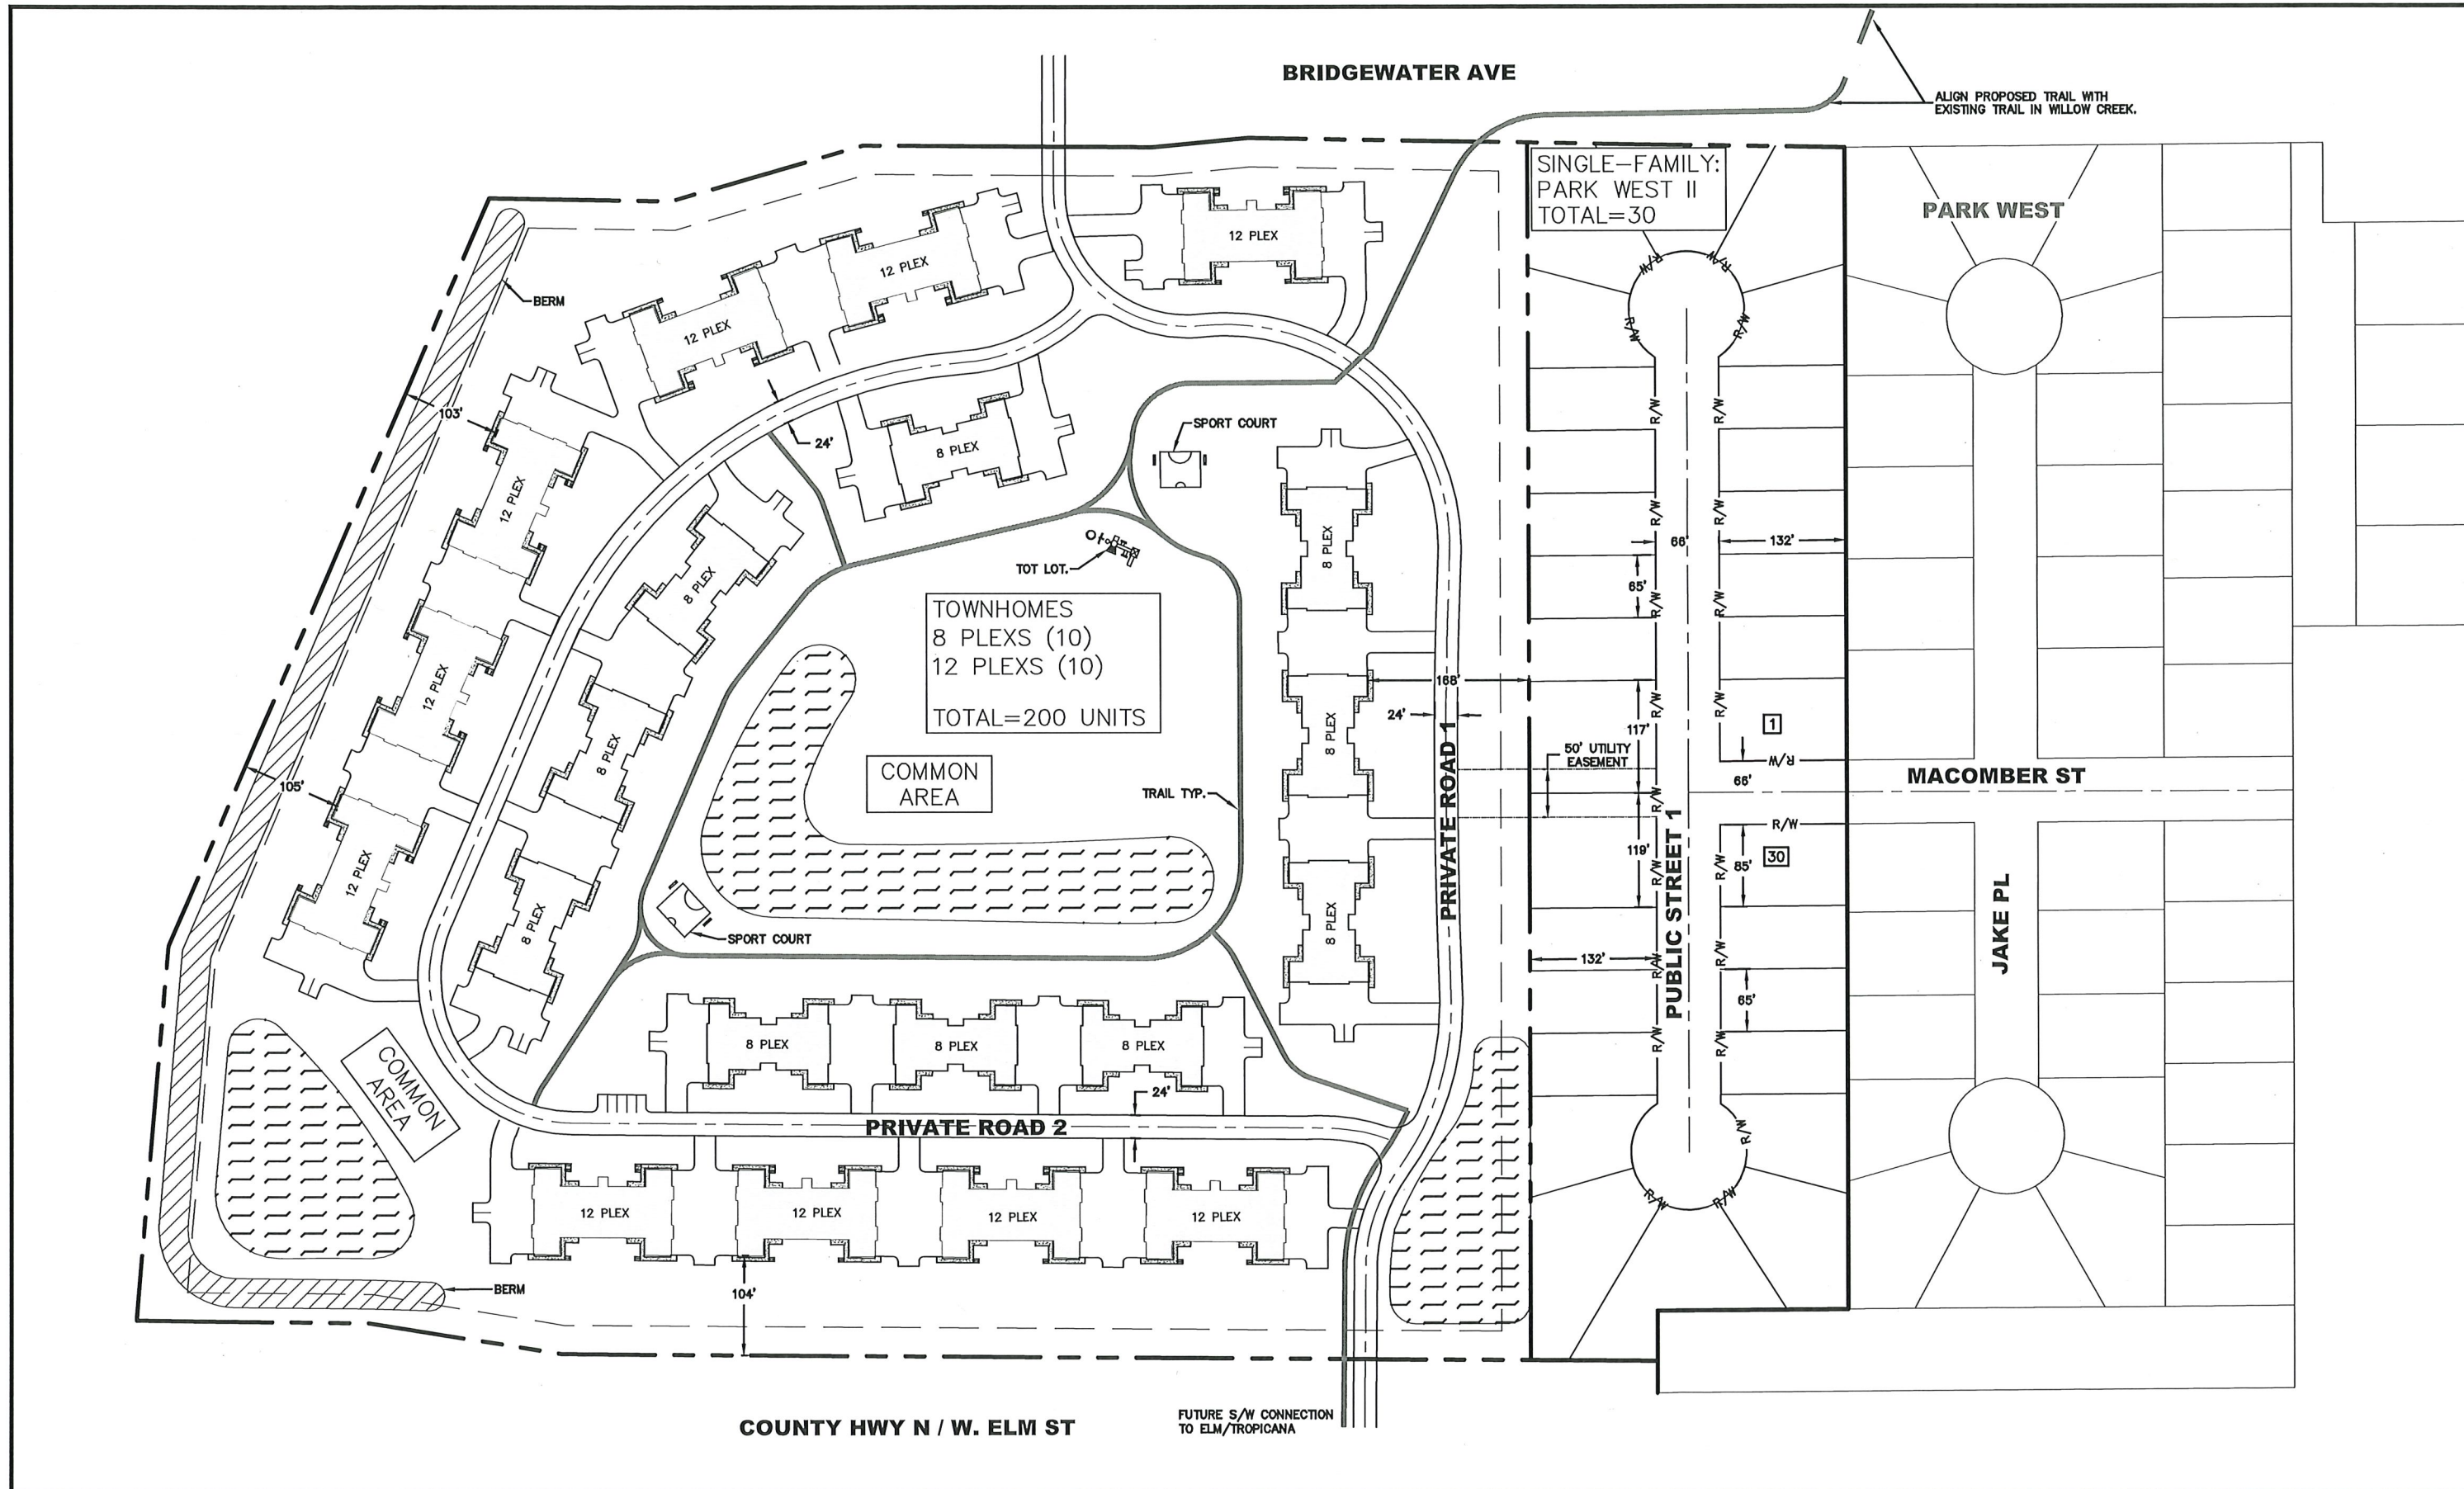 BRIDGEWATER AVE
ALIGN PROPOSED TRAIL WITH
EXISTING TRAIL IN WILLOW CREEK.
SINGLE-FAMILY:
PARK WEST II
TOTAL=30
PARK WEST
12 PLEX
12 PLEX
12 PLEX
BERM
R/W
R/W
R/W
R/W
103'
24'
8 PLEX
SPORT COURT
R/W
R/W
12 PLEX
8 PLEX
8 PLEX
TOT LOT.
R/W
R/W
66'
132'
65'
R/W
R/W
TOWNHOMES
8 PLEXS (10)
12 PLEXS (10)
TOTAL=200 UNITS
12 PLEX
8 PLEX
8 PLEX
168'
24'
R/W
R/W
117'
1
50' UTILITY
EASEMENT
R/W
66'
MACOMBER ST
105'
COMMON
AREA
TRAIL TYP.
PRIVATE ROAD 1
R/W
PUBLIC STREET 1
R/W
119'
85'
30
R/W
R/W
12 PLEX
8 PLEX
8 PLEX
JAKE PL
SPORT COURT
132'
R/W
R/W
65'
8 PLEX
8 PLEX
8 PLEX
R/W
R/W
COMMON
AREA
24'
PRIVATE ROAD 2
R/W
R/W
R/W
12 PLEX
12 PLEX
12 PLEX
12 PLEX
BERM
104'
COUNTY HWY N / W. ELM ST
FUTURE S/W CONNECTION
TO ELM/TROPICANA